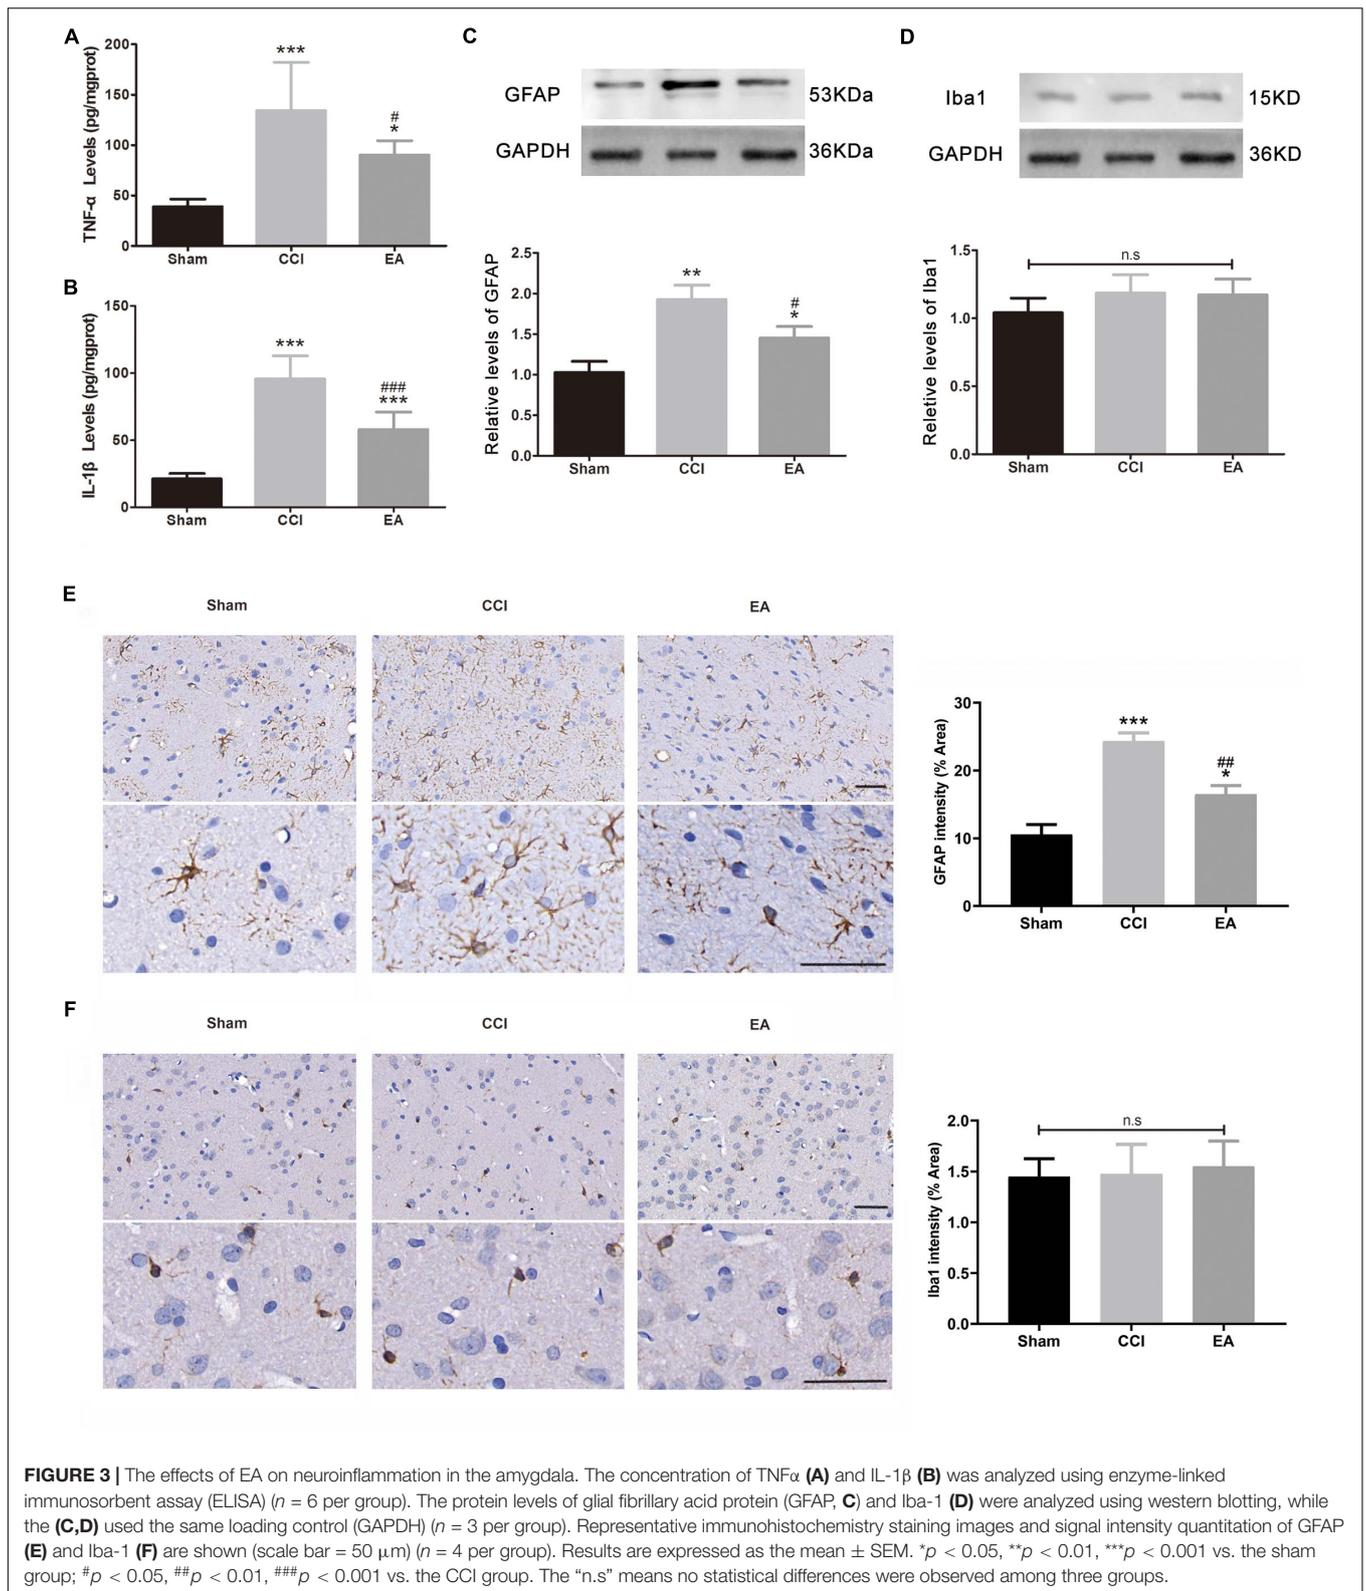 A
TNF-α Levels (pg/mgprot)
200
150
100
50
0
***
#
*
Sham CCI EA
B
IL-1β Levels (pg/mgprot)
150
100
50
0
***
###
***
Sham CCI EA
C
GFAP 53KDa
GAPDH 36KDa
Relative levels of GFAP
2.5
2.0
1.5
1.0
0.5
0.0
**
#
*
Sham CCI EA
D
Iba1 15KD
GAPDH 36KD
Reletive levels of Iba1
1.5
1.0
0.5
0.0
n.s
Sham CCI EA
E
Sham CCI EA
GFAP intensity (% Area)
30
20
10
0
***
##
*
Sham CCI EA
F
Sham CCI EA
Iba1 intensity (% Area)
2.0
1.5
1.0
0.5
0.0
n.s
Sham CCI EA
FIGURE 3 | The effects of EA on neuroinflammation in the amygdala. The concentration of TNFα (A) and IL-1β (B) was analyzed using enzyme-linked
immunosorbent assay (ELISA) (n = 6 per group). The protein levels of glial fibrillary acid protein (GFAP, C) and Iba-1 (D) were analyzed using western blotting, while
the (C,D) used the same loading control (GAPDH) (n = 3 per group). Representative immunohistochemistry staining images and signal intensity quantitation of GFAP
(E) and Iba-1 (F) are shown (scale bar = 50 μm) (n = 4 per group). Results are expressed as the mean ± SEM. *p < 0.05, **p < 0.01, ***p < 0.001 vs. the sham
group; #p < 0.05, ##p < 0.01, ###p < 0.001 vs. the CCI group. The “n.s” means no statistical differences were observed among three groups.